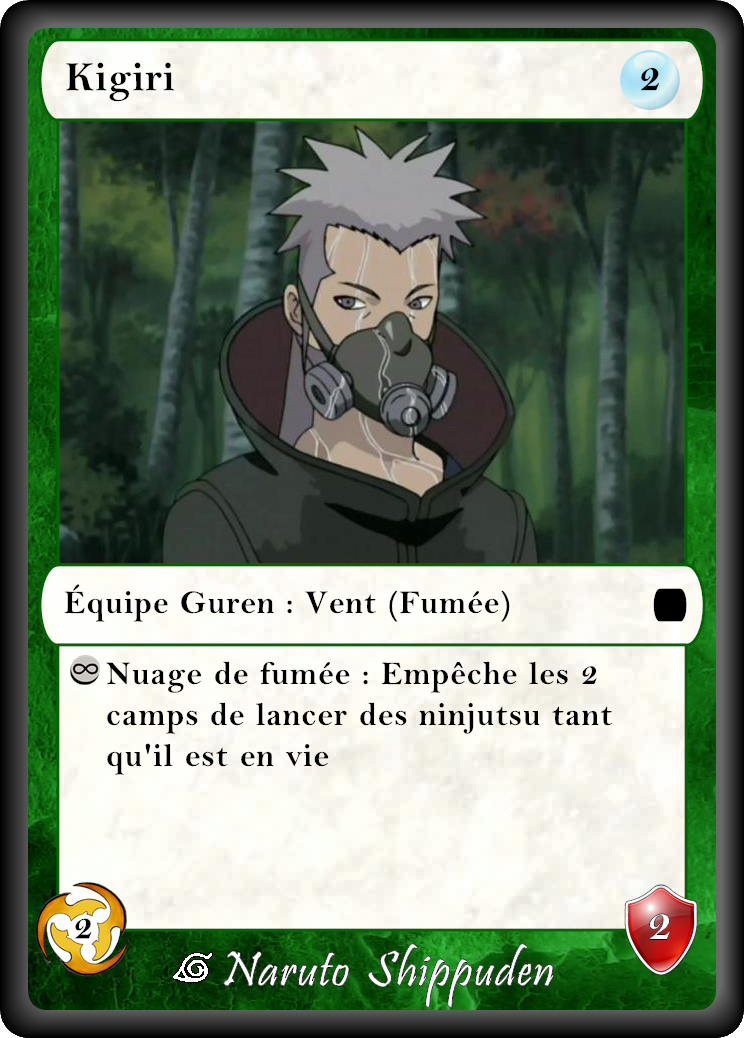 Kigiri 2
Équipe Guren : Vent (Fumée)
∞ Nuage de fumée : Empêche les 2
camps de lancer des ninjutsu tant
qu'il est en vie
2 2
Naruto Shippuden